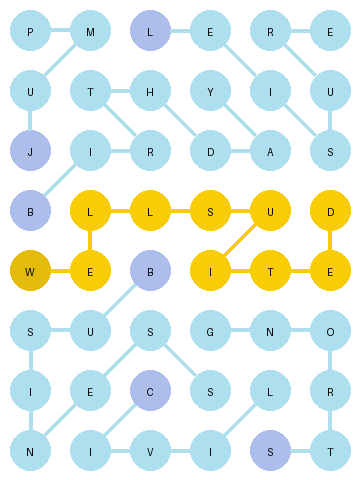 P M L E R E
U T H Y I U
J I R D A S
B L L S U D
W E B I T E
S U S G N O
I E C S L R
N I V I S T